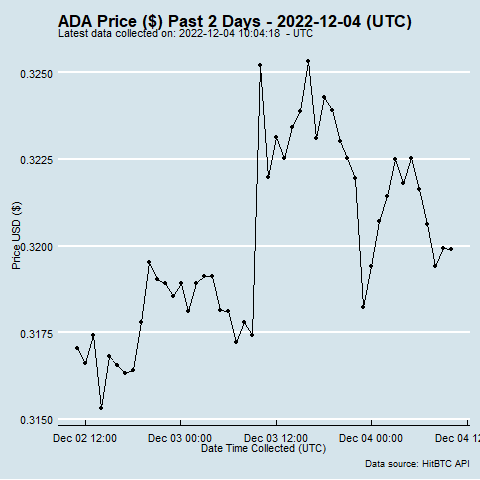 ADA Price ($) Past 2 Days - 2022-12-04 (UTC)
Latest data collected on: 2022-12-04 10:04:18 - UTC
0.3250
0.3225
0.3200
0.3175
0.3150
Price USD ($)
Dec 02 12:00 Dec 03 00:00 Dec 03 12:00 Dec 04 00:00 Dec 04 12
Date Time Collected (UTC)
Data source: HitBTC API